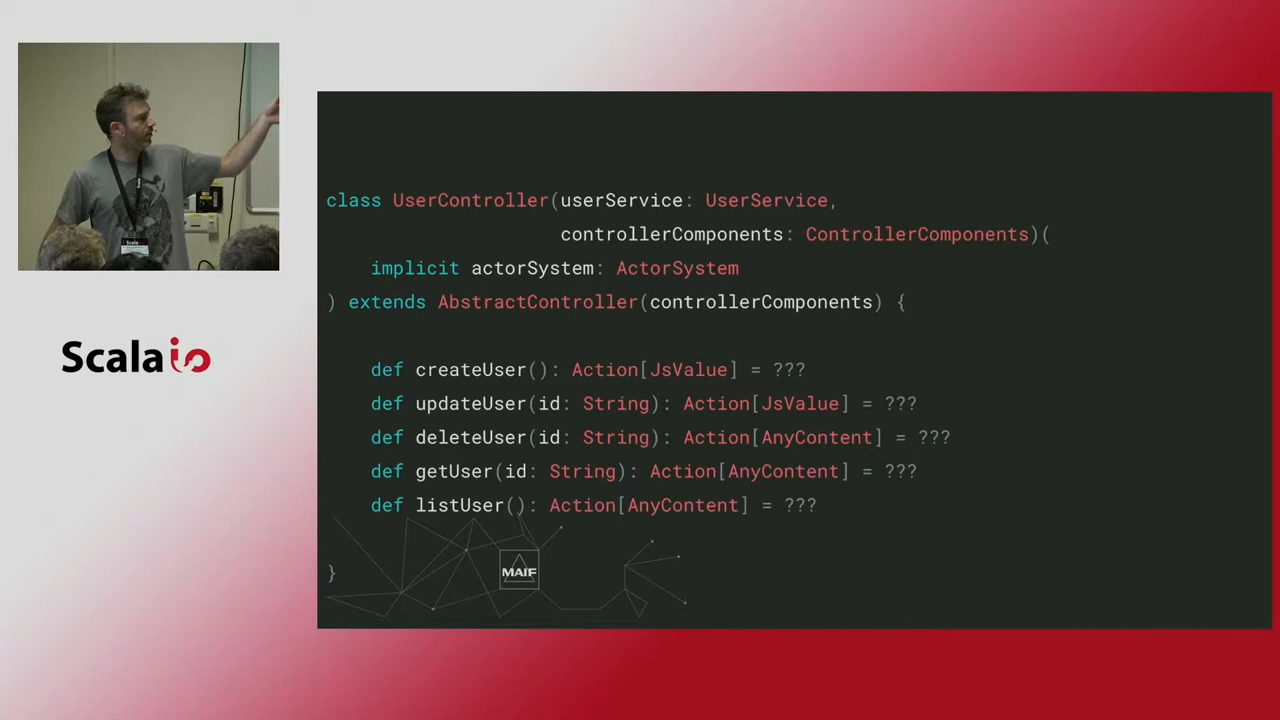 Scala
Scalaio
class UserController(userService: UserService,
controllerComponents: ControllerComponents)(
implicit actorSystem: ActorSystem
) extends AbstractController(controllerComponents) {
def createUser(): Action[JsValue] = ???
def updateUser(id: String): Action[JsValue] = ???
def deleteUser(id: String): Action[AnyContent] = ???
def getUser(id: String): Action[AnyContent] = ???
def listUser(): Action[AnyContent] = ???
}
MAIF